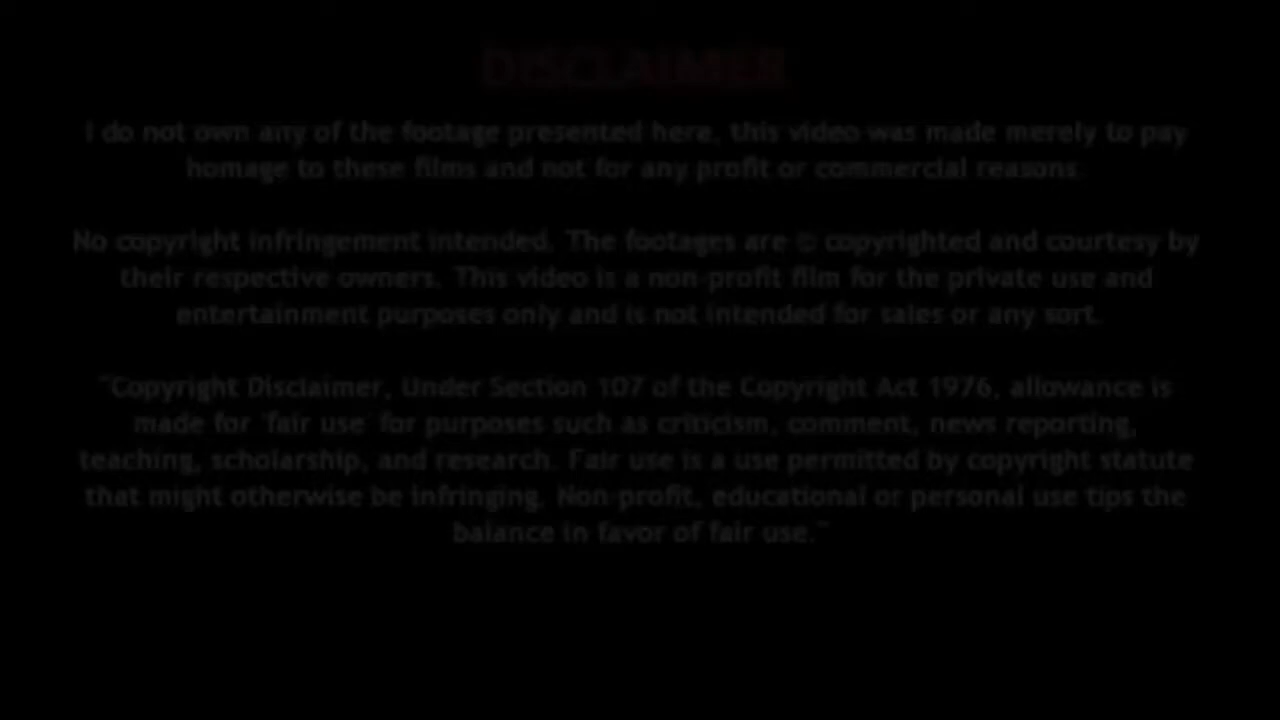 DISCLAIMER
I do not own any of the footage presented here, this video was made merely to pay
homage to these films and not for any profit or commercial reasons.
No copyright infringement intended. The footages are © copyrighted and courtesy by
their respective owners. This video is a non-profit film for the private use and
entertainment purposes only and is not intended for sales or any sort.
"Copyright Disclaimer, Under Section 107 of the Copyright Act 1976, allowance is
made for 'fair use' for purposes such as criticism, comment, news reporting,
teaching, scholarship, and research. Fair use is a use permitted by copyright statute
that might otherwise be infringing. Non-profit, educational or personal use tips the
balance in favor of fair use."